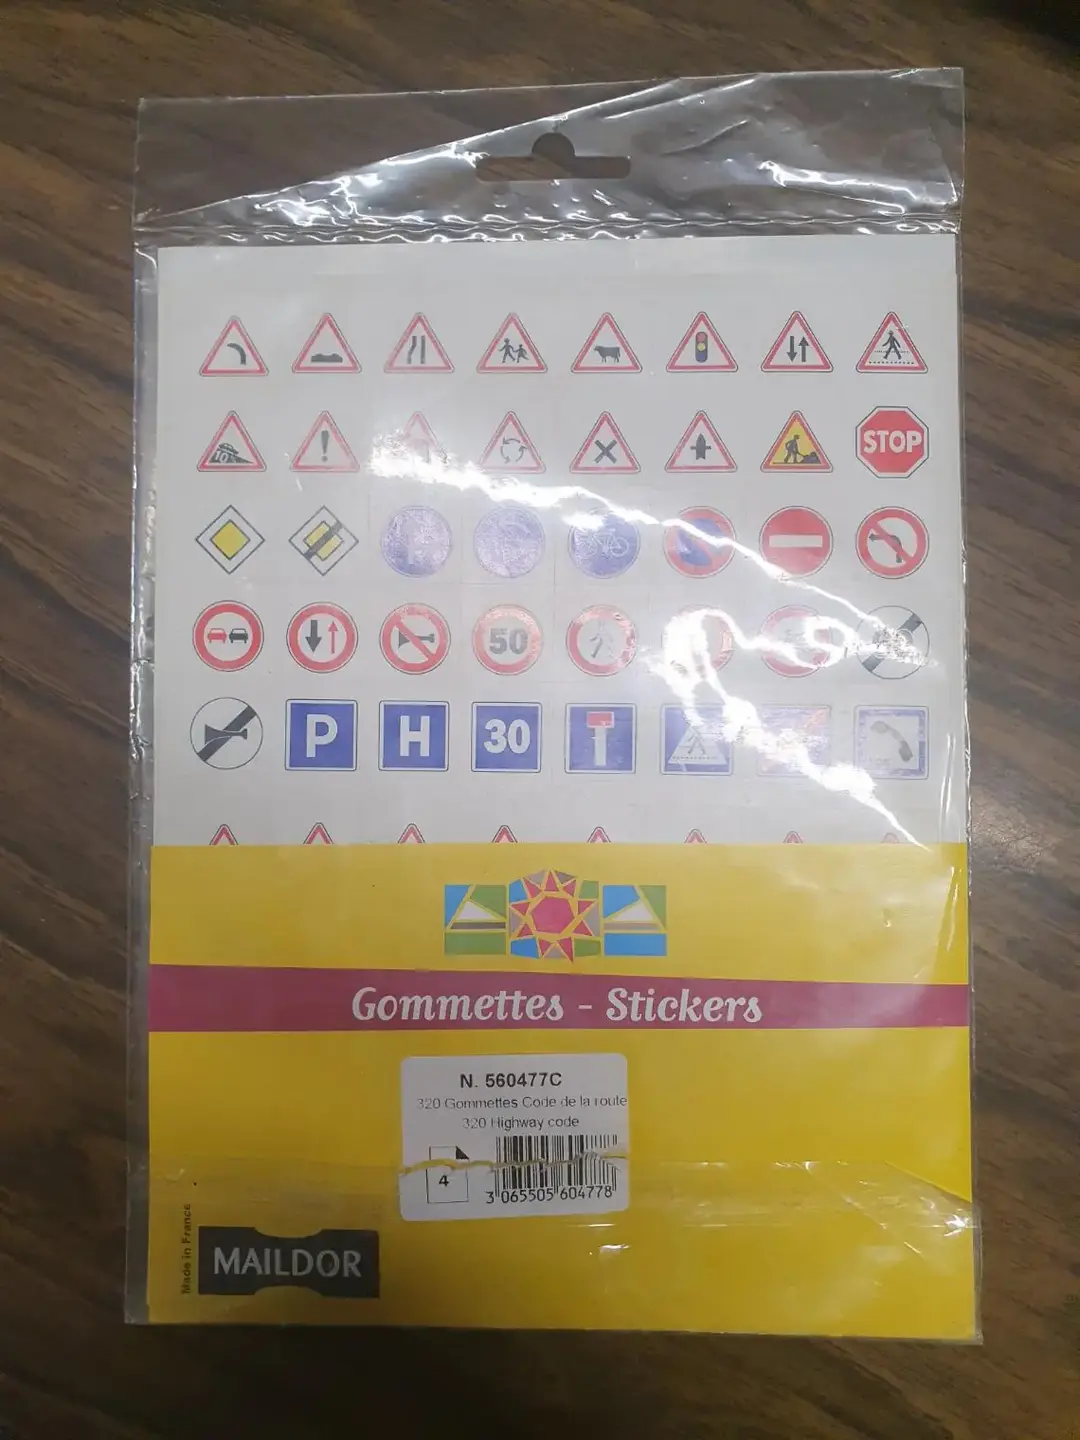 STOP
50
P
H
30
Gommettes - Stickers
N. 560477C
320 Gommettes Code de la route
320 Highway code
4
3 065505 604778
Made in France
MAILDOR